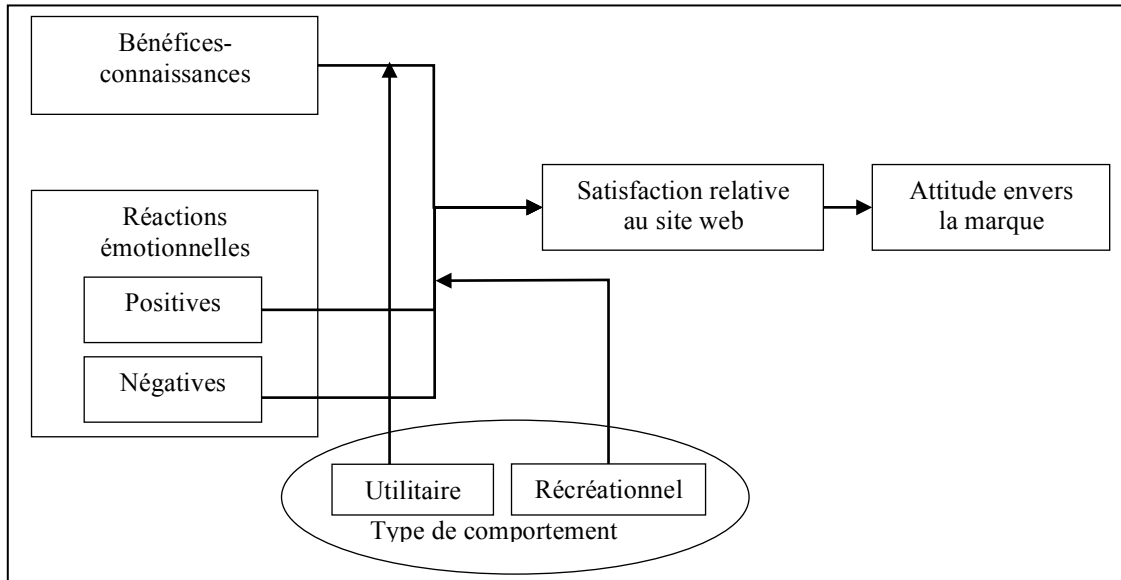 Bénéfices-
connaissances
Réactions
émotionnelles
Positives
Négatives
Satisfaction relative
au site web
Attitude envers
la marque
Utilitaire
Récréationnel
Type de comportement